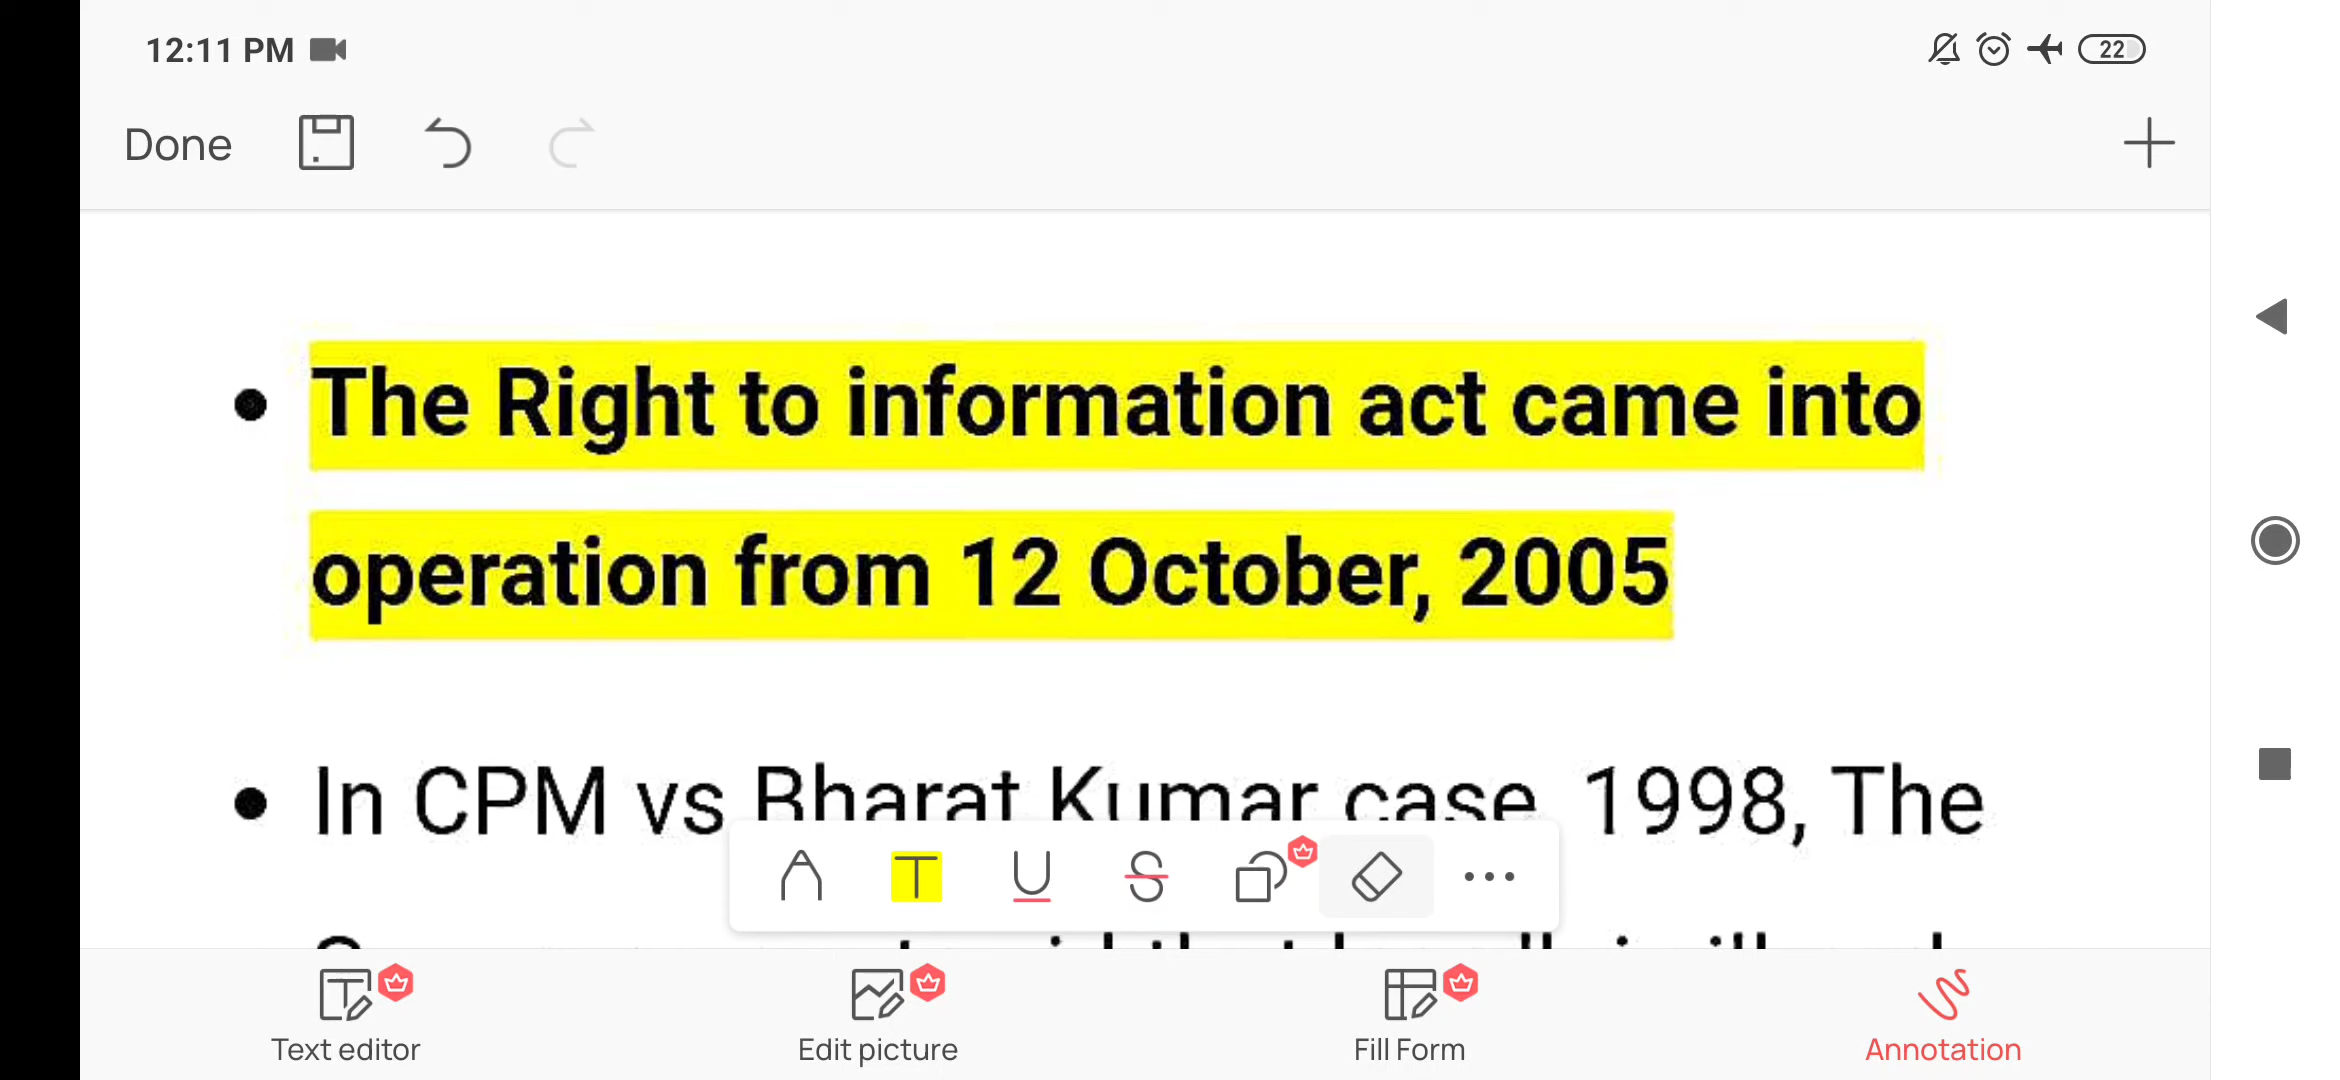 12:11 PM
22
Done
• The Right to information act came into
operation from 12 October, 2005
• In CPM vs Bharat Kumar case, 1998, The
Text editor
Edit picture
Fill Form
Annotation